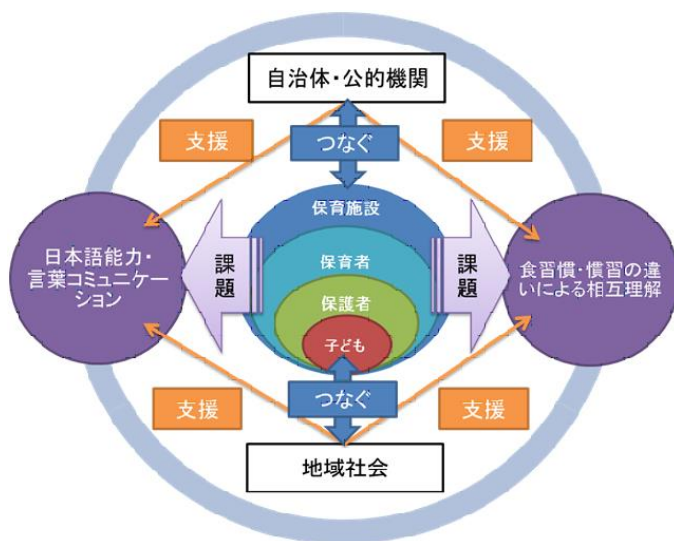 自治体・公的機関
支援
つなぐ
支援
保育施設
日本語能力・
言葉コミュニケー
ション
課題
保育者
課題
食習慣・慣習の違
いによる相互理解
保護者
子ども
支援
つなぐ
支援
地域社会